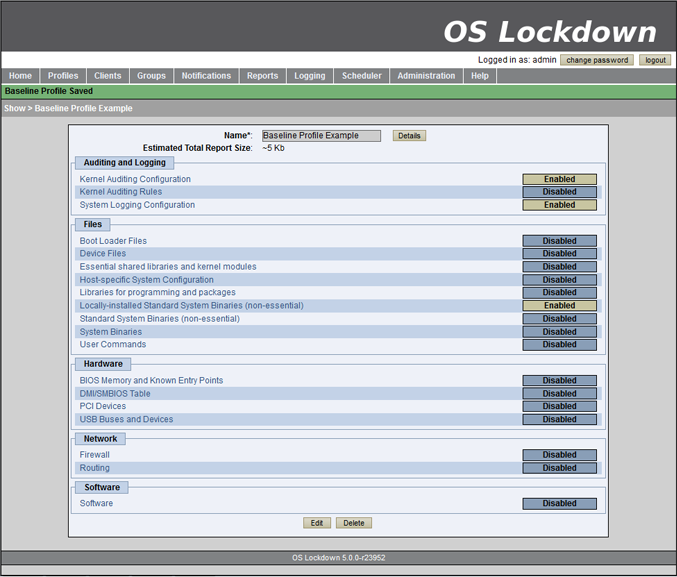 OS Lockdown
Logged in as: admin change password logout
Home Profiles Clients Groups Notifications Reports Logging Scheduler Administration Help
Baseline Profile Saved
Show > Baseline Profile Example
Name*: Baseline Profile Example Details
Estimated Total Report Size: ~5 Kb
Auditing and Logging
Kernel Auditing Configuration Enabled
Kernel Auditing Rules Disabled
System Logging Configuration Enabled
Files
Boot Loader Files Disabled
Device Files Disabled
Essential shared libraries and kernel modules Disabled
Host-specific System Configuration Disabled
Libraries for programming and packages Disabled
Locally-installed Standard System Binaries (non-essential) Enabled
Standard System Binaries (non-essential) Disabled
System Binaries Disabled
User Commands Disabled
Hardware
BIOS Memory and Known Entry Points Disabled
DMI/SMBIOS Table Disabled
PCI Devices Disabled
USB Buses and Devices Disabled
Network
Firewall Disabled
Routing Disabled
Software
Software Disabled
Edit Delete
OS Lockdown 5.0.0-r23952